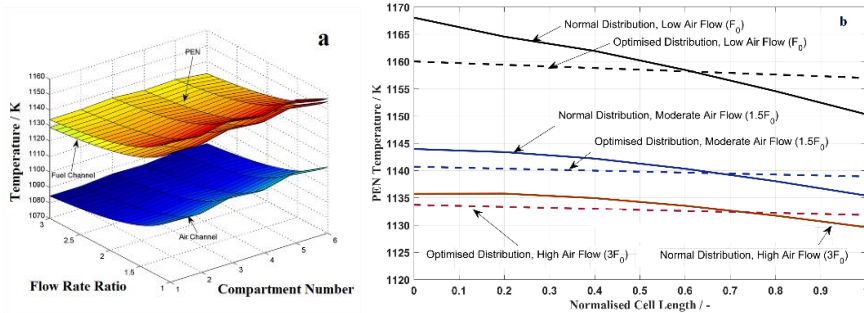 a
PEN
1160
1150
1140
1130
1120
1110
1100
1090
1080
1070
Temperature / K
Fuel Channel
Air Channel
3
2.5
2
1.5
1
Flow Rate Ratio
1
2
3
4
5
6
Compartment Number
b
1170
1165
1160
1155
1150
1145
1140
1135
1130
1125
1120
PEN Temperature / K
Normal Distribution, Low Air Flow (F0)
Optimised Distribution, Low Air Flow (F0)
Normal Distribution, Moderate Air Flow (1.5F0)
Optimised Distribution, Moderate Air Flow (1.5F0)
Optimised Distribution, High Air Flow (3F0)
Normal Distribution, High Air Flow (3F0)
0 0.1 0.2 0.3 0.4 0.5 0.6 0.7 0.8 0.9
Normalised Cell Length / -